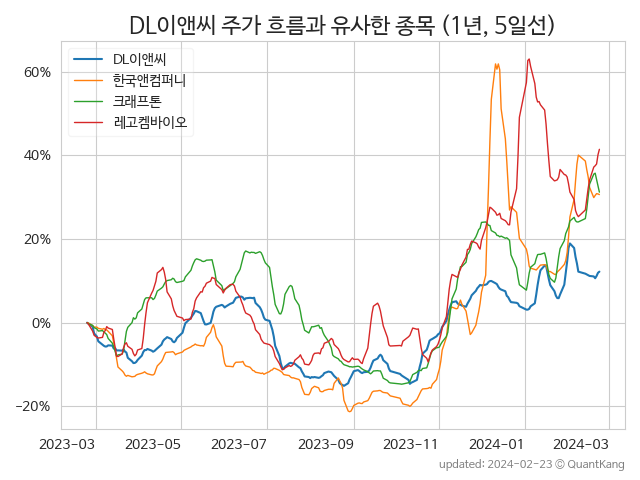 DL이앤씨 주가 흐름과 유사한 종목 (1년, 5일선)
DL이앤씨
한국앤컴퍼니
크래프톤
레고켐바이오
60%
40%
20%
0%
−20%
2023-03 2023-05 2023-07 2023-09 2023-11 2024-01 2024-03
updated: 2024-02-23 © QuantKang